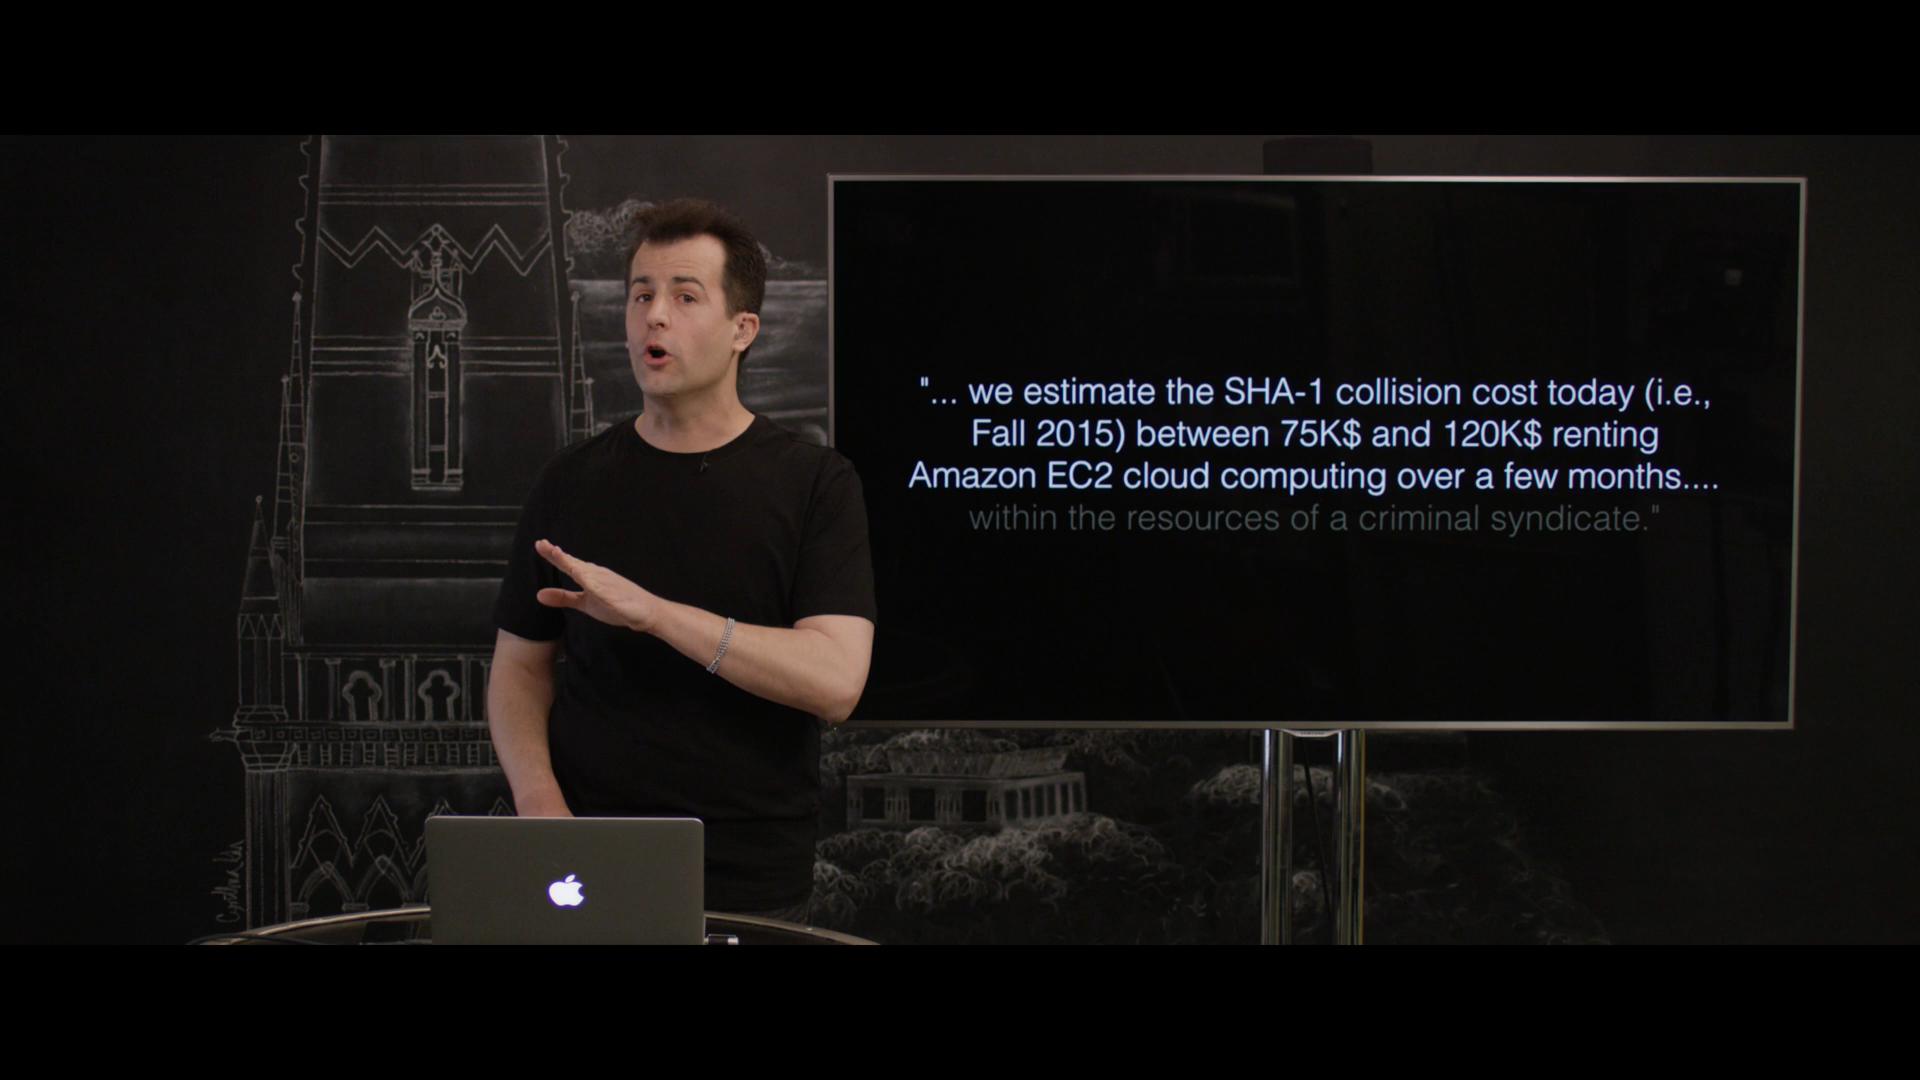 "... we estimate the SHA-1 collision cost today (i.e.,
Fall 2015) between 75K$ and 120K$ renting
Amazon EC2 cloud computing over a few months....
within the resources of a criminal syndicate."